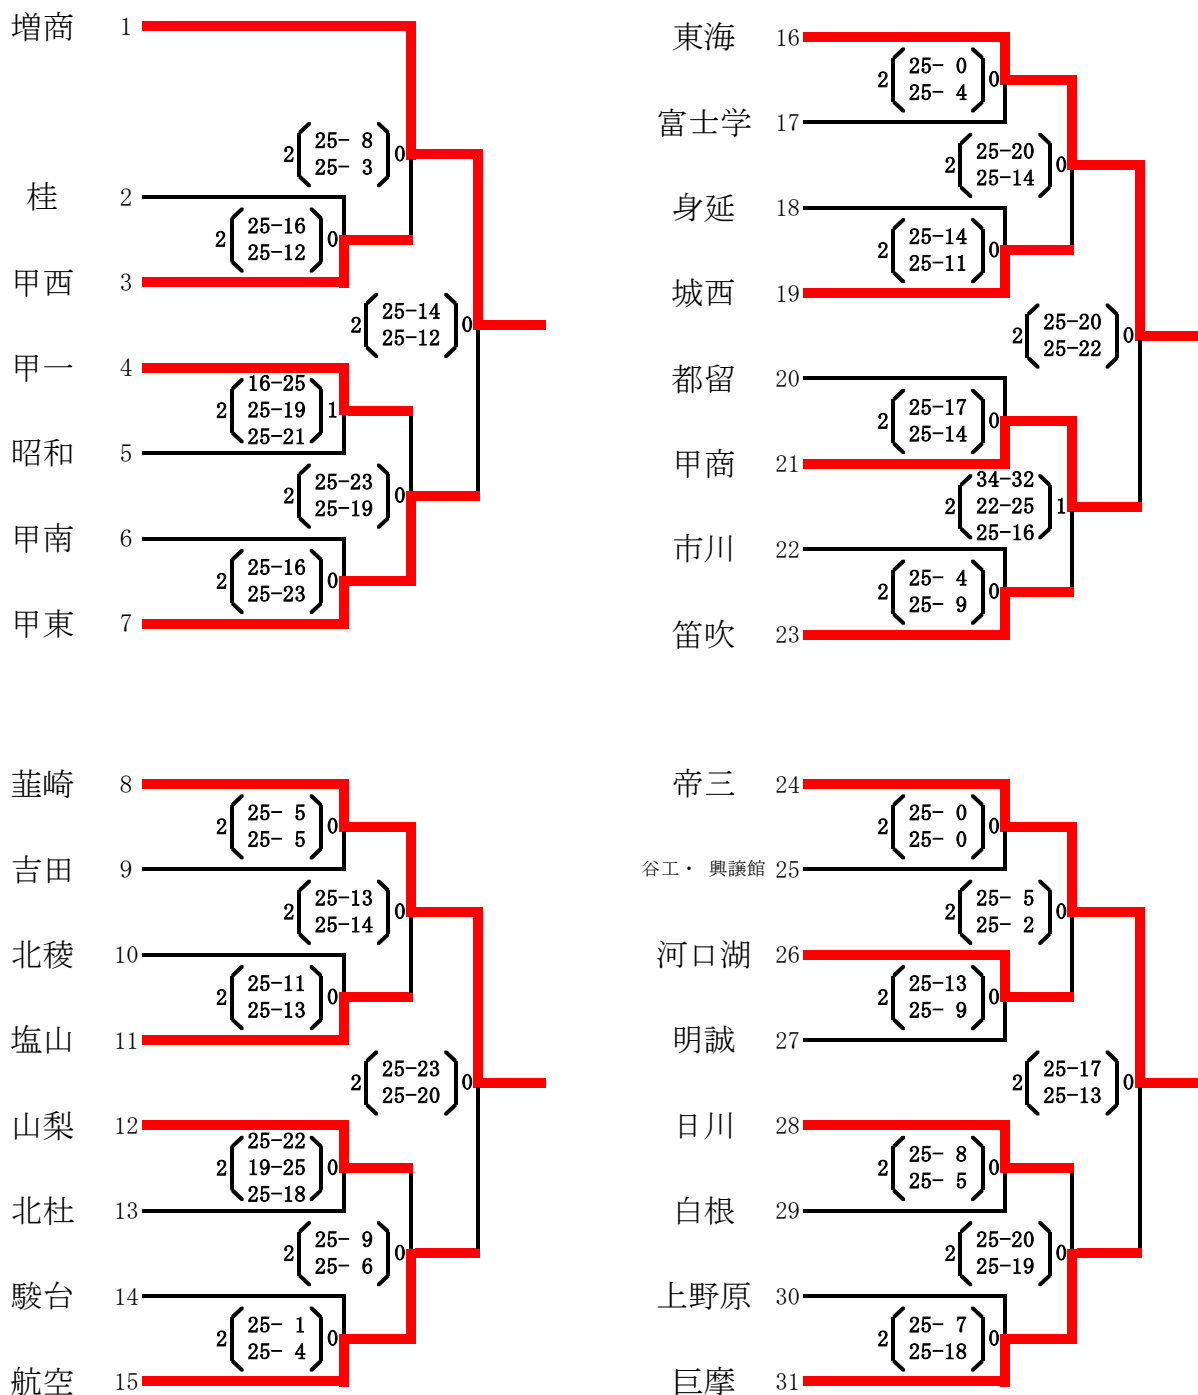 増商 1
2 25- 8 0
25- 3
桂 2
2 25-16 0
25-12
甲西 3
2 25-14 0
25-12
甲一 4
16-25
2 25-19 1
25-21
昭和 5
2 25-23 0
25-19
甲南 6
2 25-16 0
25-23
甲東 7
東海 16
2 25- 0 0
25- 4
富士学 17
2 25-20 0
25-14
身延 18
2 25-14 0
25-11
城西 19
2 25-20 0
25-22
都留 20
2 25-17 0
25-14
甲商 21
34-32
2 22-25 1
25-16
市川 22
2 25- 4 0
25- 9
笛吹 23
韮崎 8
2 25- 5 0
25- 5
吉田 9
2 25-13 0
25-14
北稜 10
2 25-11 0
25-13
塩山 11
2 25-23 0
25-20
山梨 12
25-22
2 19-25 0
25-18
北杜 13
2 25- 9 0
25- 6
駿台 14
2 25- 1 0
25- 4
航空 15
帝三 24
2 25- 0 0
25- 0
谷工・ 興譲館 25
2 25- 5 0
25- 2
河口湖 26
2 25-13 0
25- 9
明誠 27
2 25-17 0
25-13
日川 28
2 25- 8 0
25- 5
白根 29
2 25-20 0
25-19
上野原 30
2 25- 7 0
25-18
巨摩 31